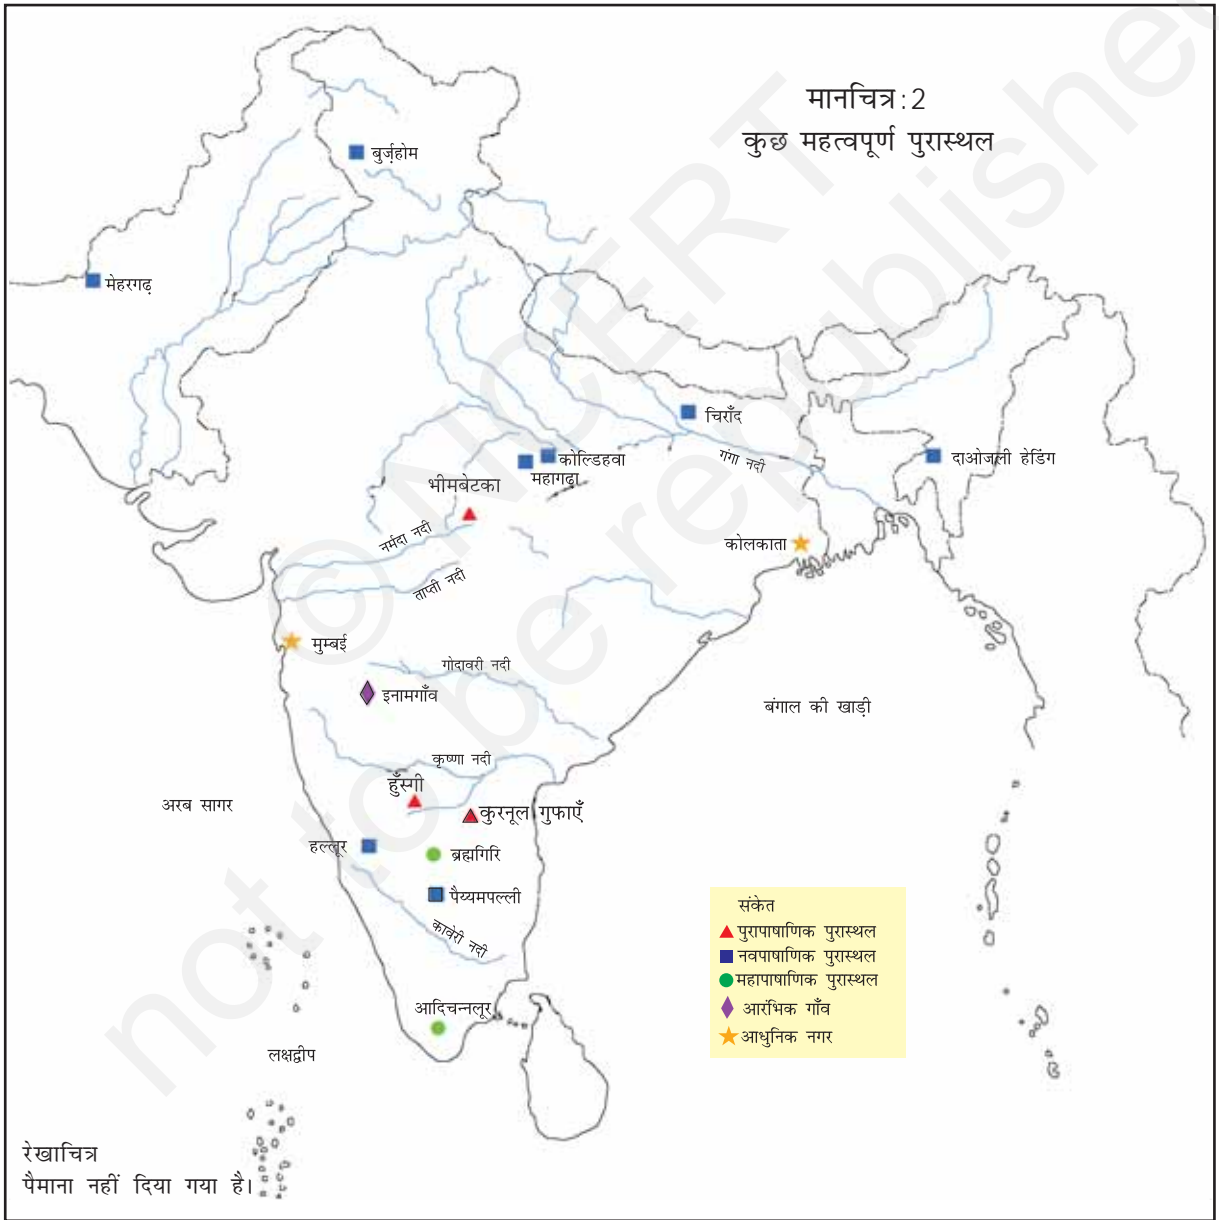 मानचित्र:2
कुछ महत्वपूर्ण पुरास्थल
बुर्ज़होम
मेहरगढ़
चिराँद
गंगा नदी
कोल्डिहवा
महागढ़ा
दाओजली हेडिंग
भीमबेटका
नर्मदा नदी
ताप्ती नदी
कोलकाता
मुम्बई
गोदावरी नदी
इनामगाँव
बंगाल की खाड़ी
कृष्णा नदी
हुँस्गी
अरब सागर
कुरनूल गुफाएँ
हल्लूर
ब्रह्मगिरि
पैय्यमपल्ली
कावेरी नदी
संकेत
पुरापाषाणिक पुरास्थल
नवपाषाणिक पुरास्थल
महापाषाणिक पुरास्थल
आरंभिक गाँव
आधुनिक नगर
आदिचन्नलूर
लक्षद्वीप
रेखाचित्र
पैमाना नहीं दिया गया है।
© NCERT
not to be republished